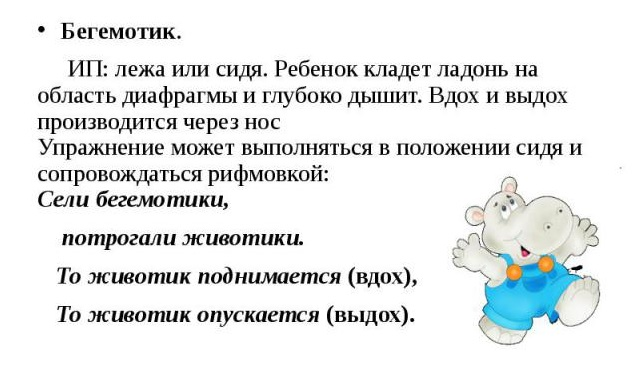 • Бегемотик.
ИП: лежа или сидя. Ребенок кладет ладонь на
область диафрагмы и глубоко дышит. Вдох и выдох
производится через нос
Упражнение может выполняться в положении сидя и
сопровождаться рифмовкой:
Сели бегемотики,
потрогали животики.
То животик поднимается (вдох),
То животик опускается (выдох).